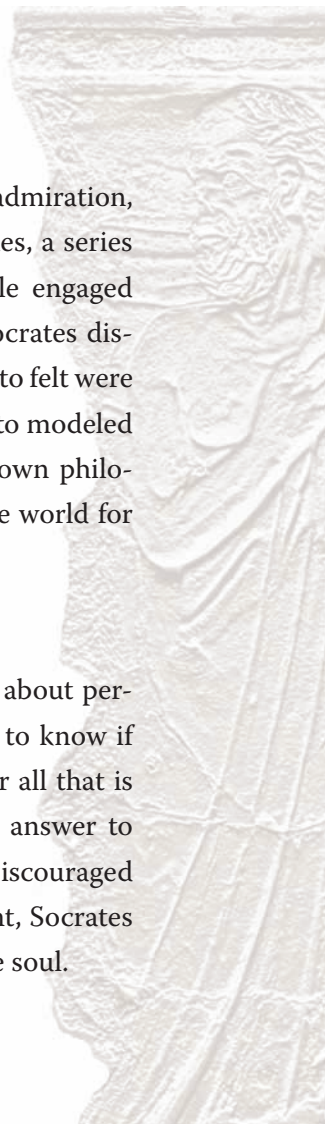 admiration,
es, a series
le engaged
ocrates dis-
to felt were
to modeled
own philo-
e world for
about per-
to know if
r all that is
answer to
iscouraged
nt, Socrates
e soul.